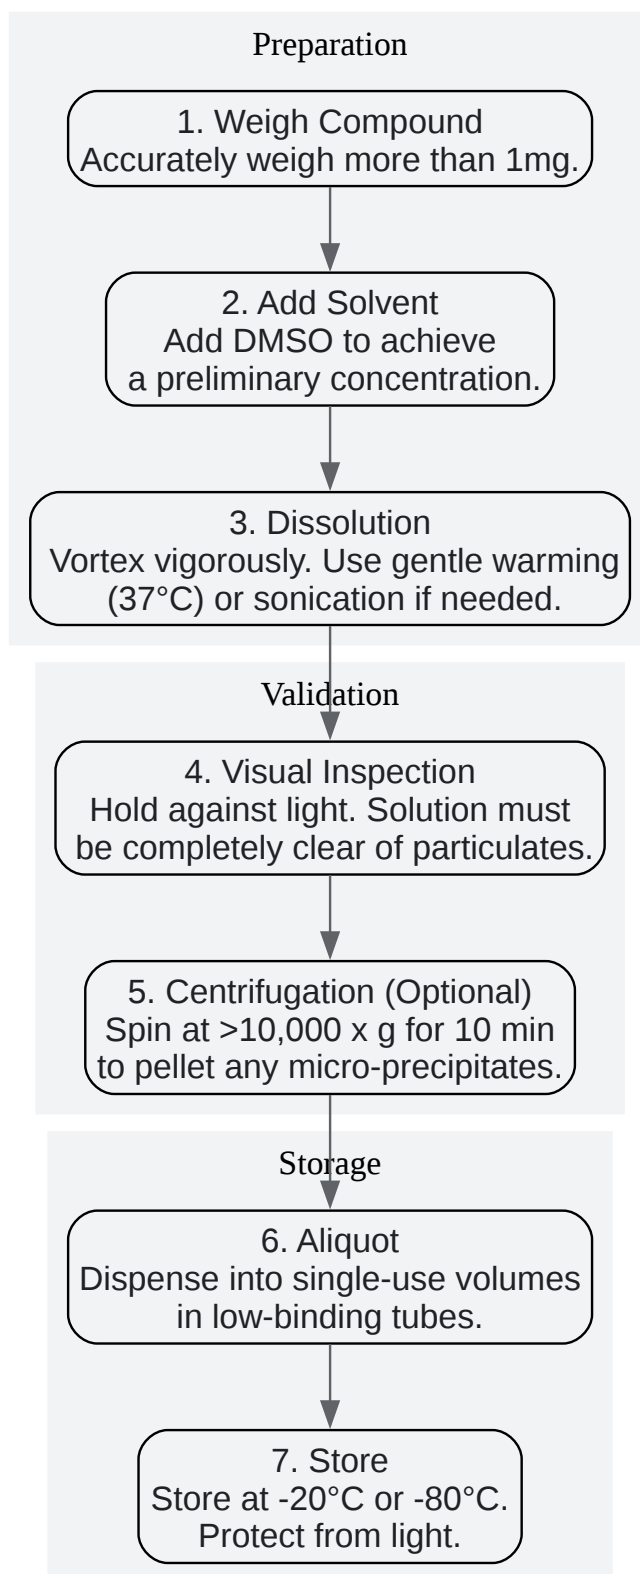 Preparation
1. Weigh Compound
Accurately weigh more than 1mg.
2. Add Solvent
Add DMSO to achieve
a preliminary concentration.
3. Dissolution
Vortex vigorously. Use gentle warming
(37°C) or sonication if needed.
Validation
4. Visual Inspection
Hold against light. Solution must
be completely clear of particulates.
5. Centrifugation (Optional)
Spin at >10,000 x g for 10 min
to pellet any micro-precipitates.
Storage
6. Aliquot
Dispense into single-use volumes
in low-binding tubes.
7. Store
Store at -20°C or -80°C.
Protect from light.